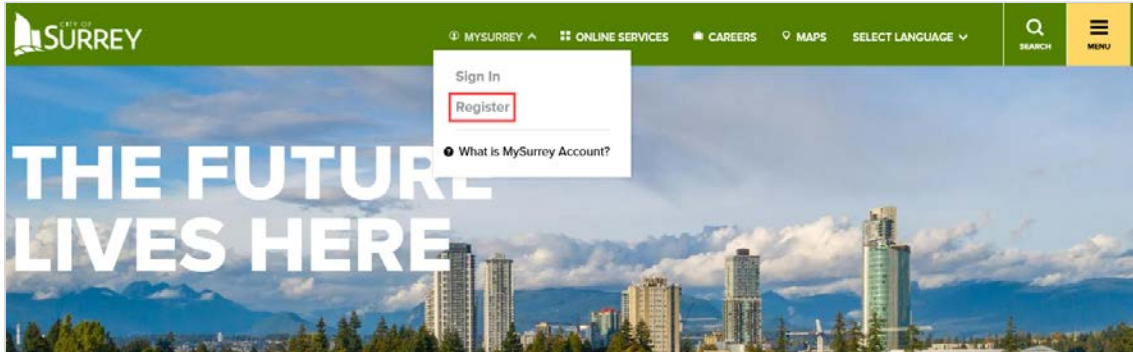 CITY OF
SURREY
MYSURREY
ONLINE SERVICES
CAREERS
MAPS
SELECT LANGUAGE
SEARCH
MENU
Sign In
Register
What is MySurrey Account?
THE FUTURE
LIVES HERE